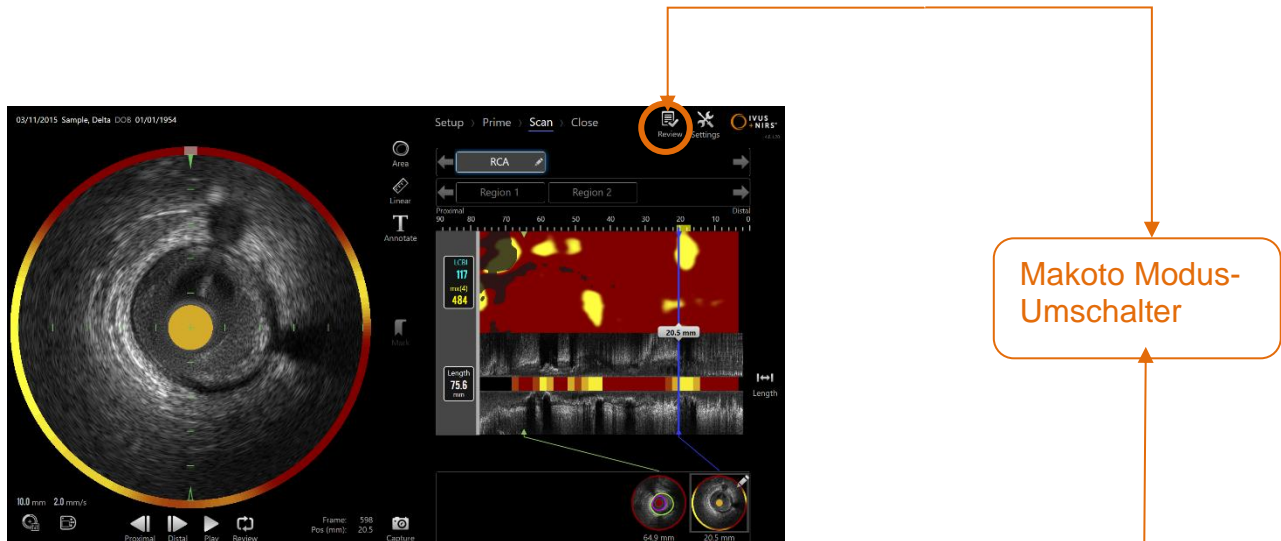 03/11/2015 Sample, Delta DOB 01/01/1954
Setup > Prime > Scan > Close
Review
Settings
IVUS
+NIRS
Area
Linear
T
Annotate
Mark
RCA
Region 1
Region 2
Proximal
Distal
90 80 70 60 50 40 30 20 10 0
LCBI
117
mx(4)
484
20.5 mm
Length
75.6
mm
Length
10.0 mm 2.0 mm/s
Proximal
Distal
Play
Review
Frame: 598
Pos (mm): 20.5
Capture
64.9 mm
20.5 mm
Makoto Modus-
Umschalter